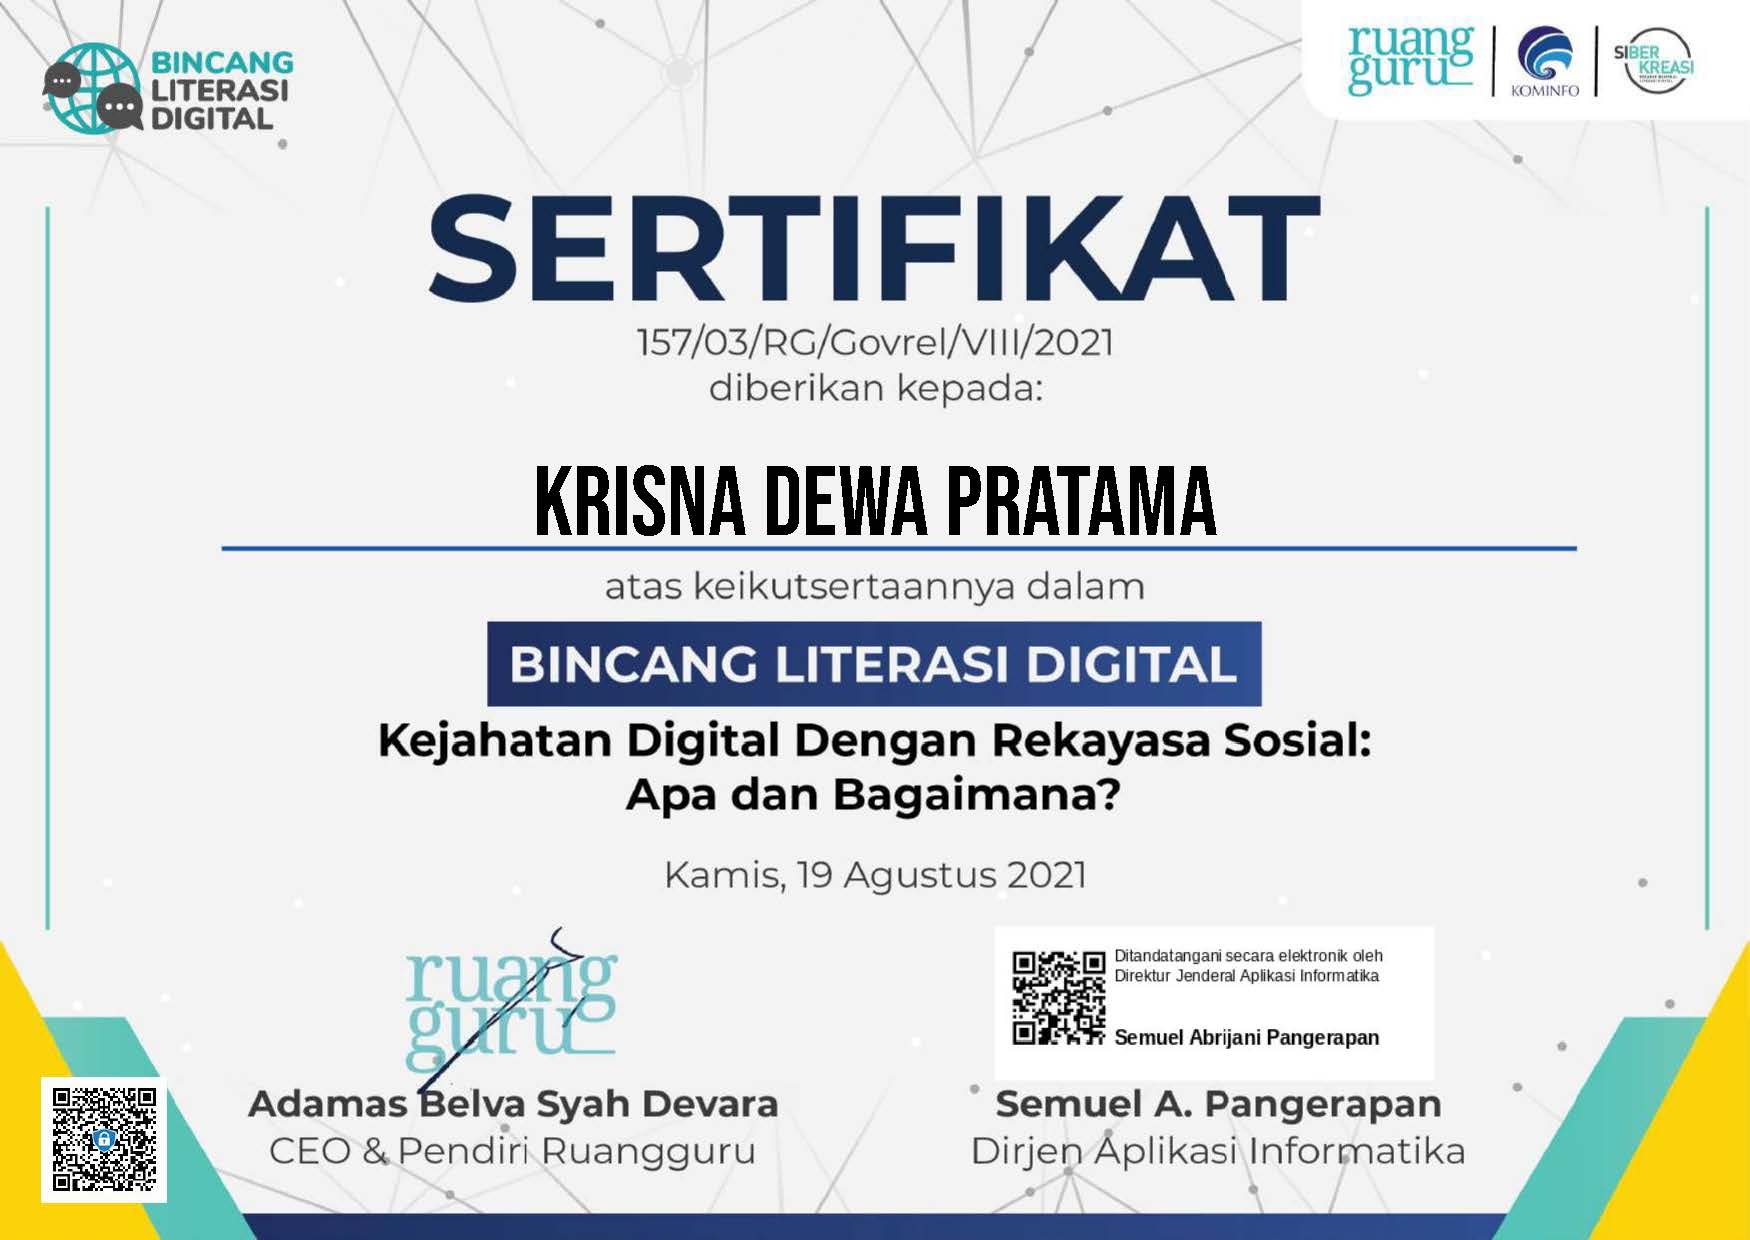 BINCANG
LITERASI
DIGITAL
ruang
guru
KOMINFO
SIBER
KREASI
SERTIFIKAT
157/03/RG/Govrel/VIII/2021
diberikan kepada:
KRISNA DEWA PRATAMA
atas keikutsertaannya dalam
BINCANG LITERASI DIGITAL
Kejahatan Digital Dengan Rekayasa Sosial:
Apa dan Bagaimana?
Kamis, 19 Agustus 2021
ruang
guru
Adamas Belva Syah Devara
CEO & Pendiri Ruangguru
Ditandatangani secara elektronik oleh
Direktur Jenderal Aplikasi Informatika
Semuel Abrijani Pangerapan
Semuel A. Pangerapan
Dirjen Aplikasi Informatika